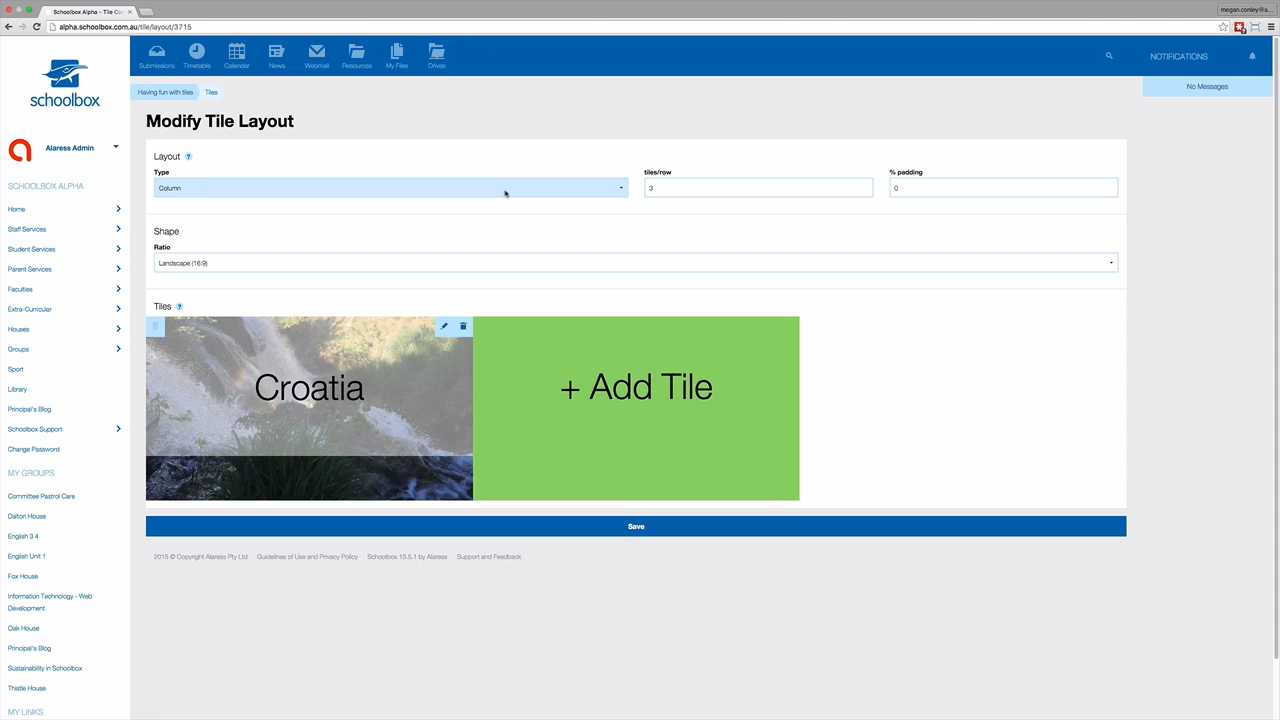 Schoolbox Alpha - Tile Co
megan.conley@a...
alpha.schoolbox.com.au/tile/layout/3715
schoolbox
Submissions
Timetable
Calendar
News
Webmail
Resources
My Files
Drives
NOTIFICATIONS
No Messages
Having fun with tiles
Tiles
Modify Tile Layout
Alaress Admin
SCHOOLBOX ALPHA
Home
Staff Services
Student Services
Parent Services
Faculties
Extra-Curricular
Houses
Groups
Sport
Library
Principal's Blog
Schoolbox Support
Change Password
MY GROUPS
Committee Pastrol Care
Dalton House
English 3 4
English Unit 1
Fox House
Information Technology - Web
Development
Oak House
Principal's Blog
Sustainability in Schoolbox
Thistle House
MY LINKS
Layout ?
Type
Column
tiles/row
3
% padding
0
Shape
Ratio
Landscape (16:9)
Tiles ?
Croatia
+ Add Tile
Save
2015 © Copyright Alaress Pty Ltd Guidelines of Use and Privacy Policy Schoolbox 15.5.1 by Alaress Support and Feedback